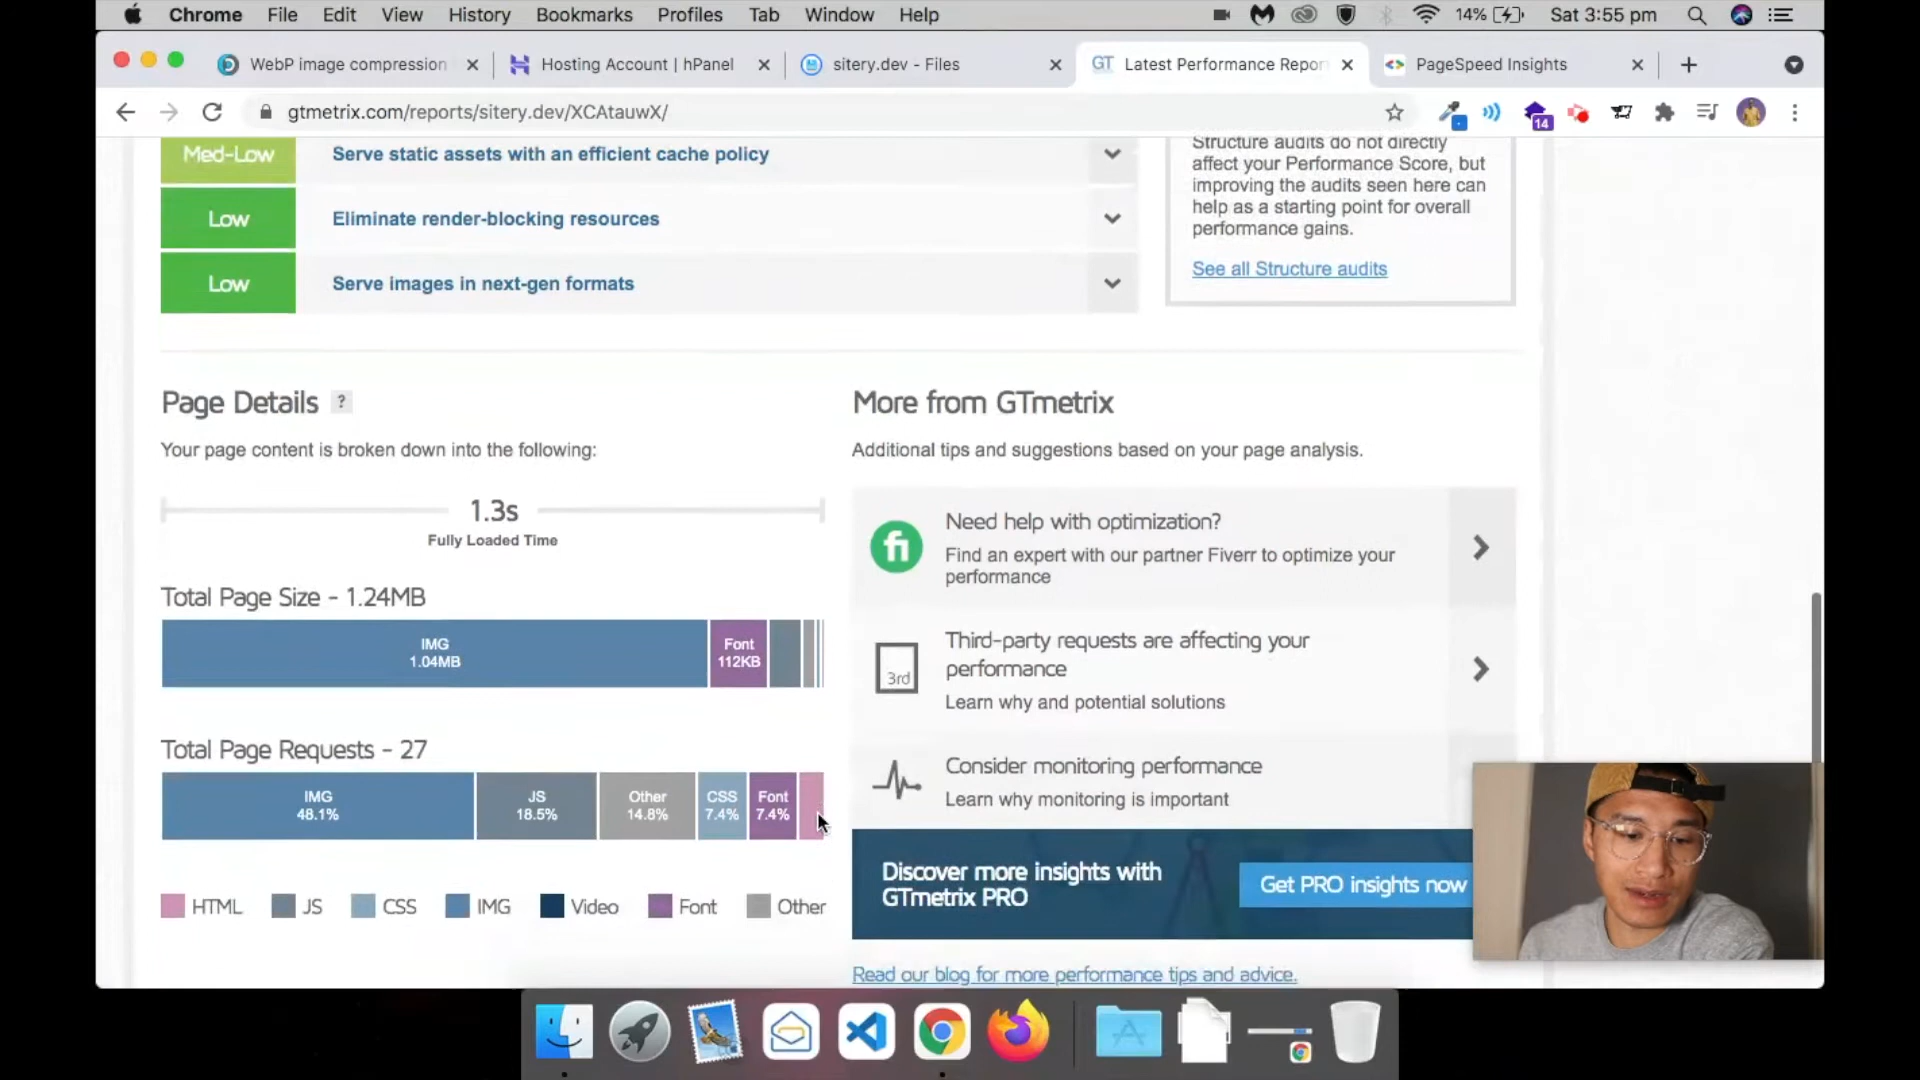 Chrome File Edit View History Bookmarks Profiles Tab Window Help 14% Sat 3:55 pm
WebP image compression Hosting Account | hPanel sitery.dev - Files GT Latest Performance Repor PageSpeed Insights
gtmetrix.com/reports/sitery.dev/XCAtauwX/ 14
Med-Low Serve static assets with an efficient cache policy
Low Eliminate render-blocking resources
Low Serve images in next-gen formats
Structure audits do not directly
affect your Performance Score, but
improving the audits seen here can
help as a starting point for overall
performance gains.
See all Structure audits
Page Details ?
Your page content is broken down into the following:
1.3s
Fully Loaded Time
Total Page Size - 1.24MB
IMG Font
1.04MB 112KB
Total Page Requests - 27
IMG JS Other CSS Font
48.1% 18.5% 14.8% 7.4% 7.4%
HTML JS CSS IMG Video Font Other
More from GTmetrix
Additional tips and suggestions based on your page analysis.
fi Need help with optimization?
Find an expert with our partner Fiverr to optimize your
performance
Third-party requests are affecting your
3rd performance
Learn why and potential solutions
Consider monitoring performance
Learn why monitoring is important
Discover more insights with
GTmetrix PRO
Get PRO insights now
Read our blog for more performance tips and advice.